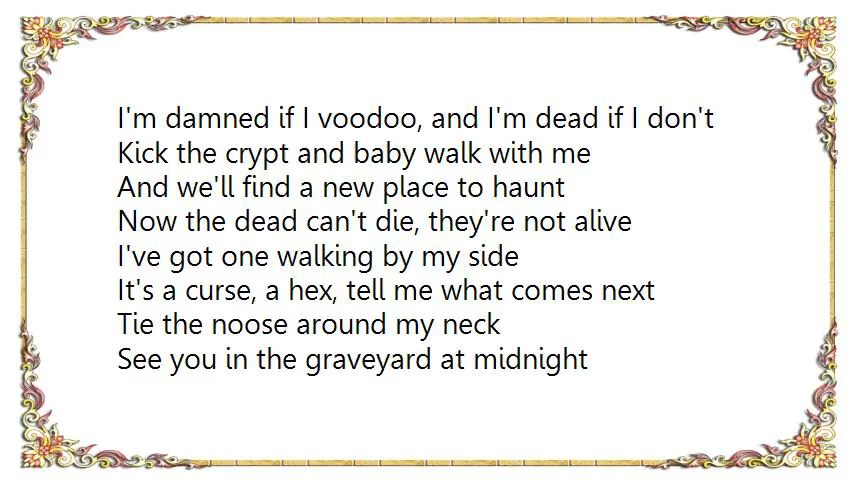 I'm damned if I voodoo, and I'm dead if I don't
Kick the crypt and baby walk with me
And we'll find a new place to haunt
Now the dead can't die, they're not alive
I've got one walking by my side
It's a curse, a hex, tell me what comes next
Tie the noose around my neck
See you in the graveyard at midnight